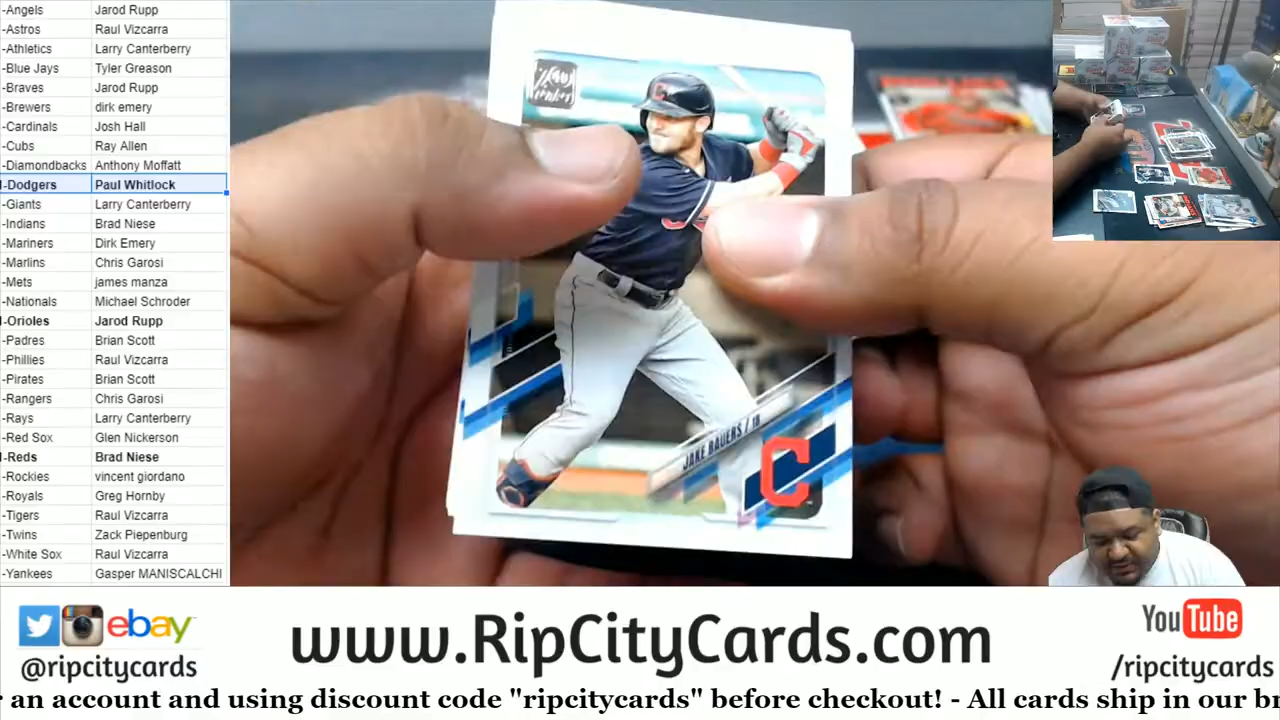 -Angels Jarod Rupp
-Astros Raul Vizcarra
-Athletics Larry Canterberry
-Blue Jays Tyler Greason
-Braves Jarod Rupp
-Brewers dirk emery
-Cardinals Josh Hall
-Cubs Ray Allen
-Diamondbacks Anthony Moffatt
-Dodgers Paul Whitlock
-Giants Larry Canterberry
-Indians Brad Niese
-Mariners Dirk Emery
-Marlins Chris Garosi
-Mets james manza
-Nationals Michael Schroder
-Orioles Jarod Rupp
-Padres Brian Scott
-Phillies Raul Vizcarra
-Pirates Brian Scott
-Rangers Chris Garosi
-Rays Larry Canterberry
-Red Sox Glen Nickerson
-Reds Brad Niese
-Rockies vincent giordano
-Royals Greg Hornby
-Tigers Raul Vizcarra
-Twins Zack Piepenburg
-White Sox Raul Vizcarra
-Yankees Gasper MANISCALCHI
C
JAKE BAUERS / 1B
C
ebay
@ripcitycards
www.RipCityCards.com
YouTube
/ripcitycards
r an account and using discount code "ripcitycards" before checkout! - All cards ship in our br